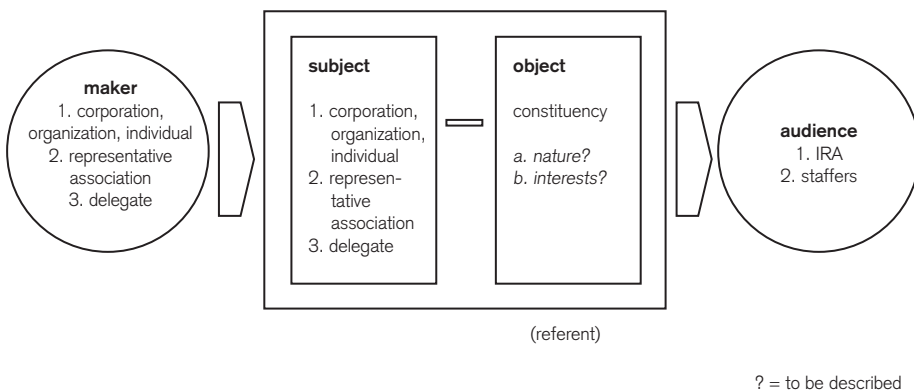 maker
1. corporation,
organization, individual
2. representative
association
3. delegate
subject
1. corporation,
organization,
individual
2. represen-
tative
association
3. delegate
object
constituency
a. nature?
b. interests?
(referent)
audience
1. IRA
2. staffers
? = to be described